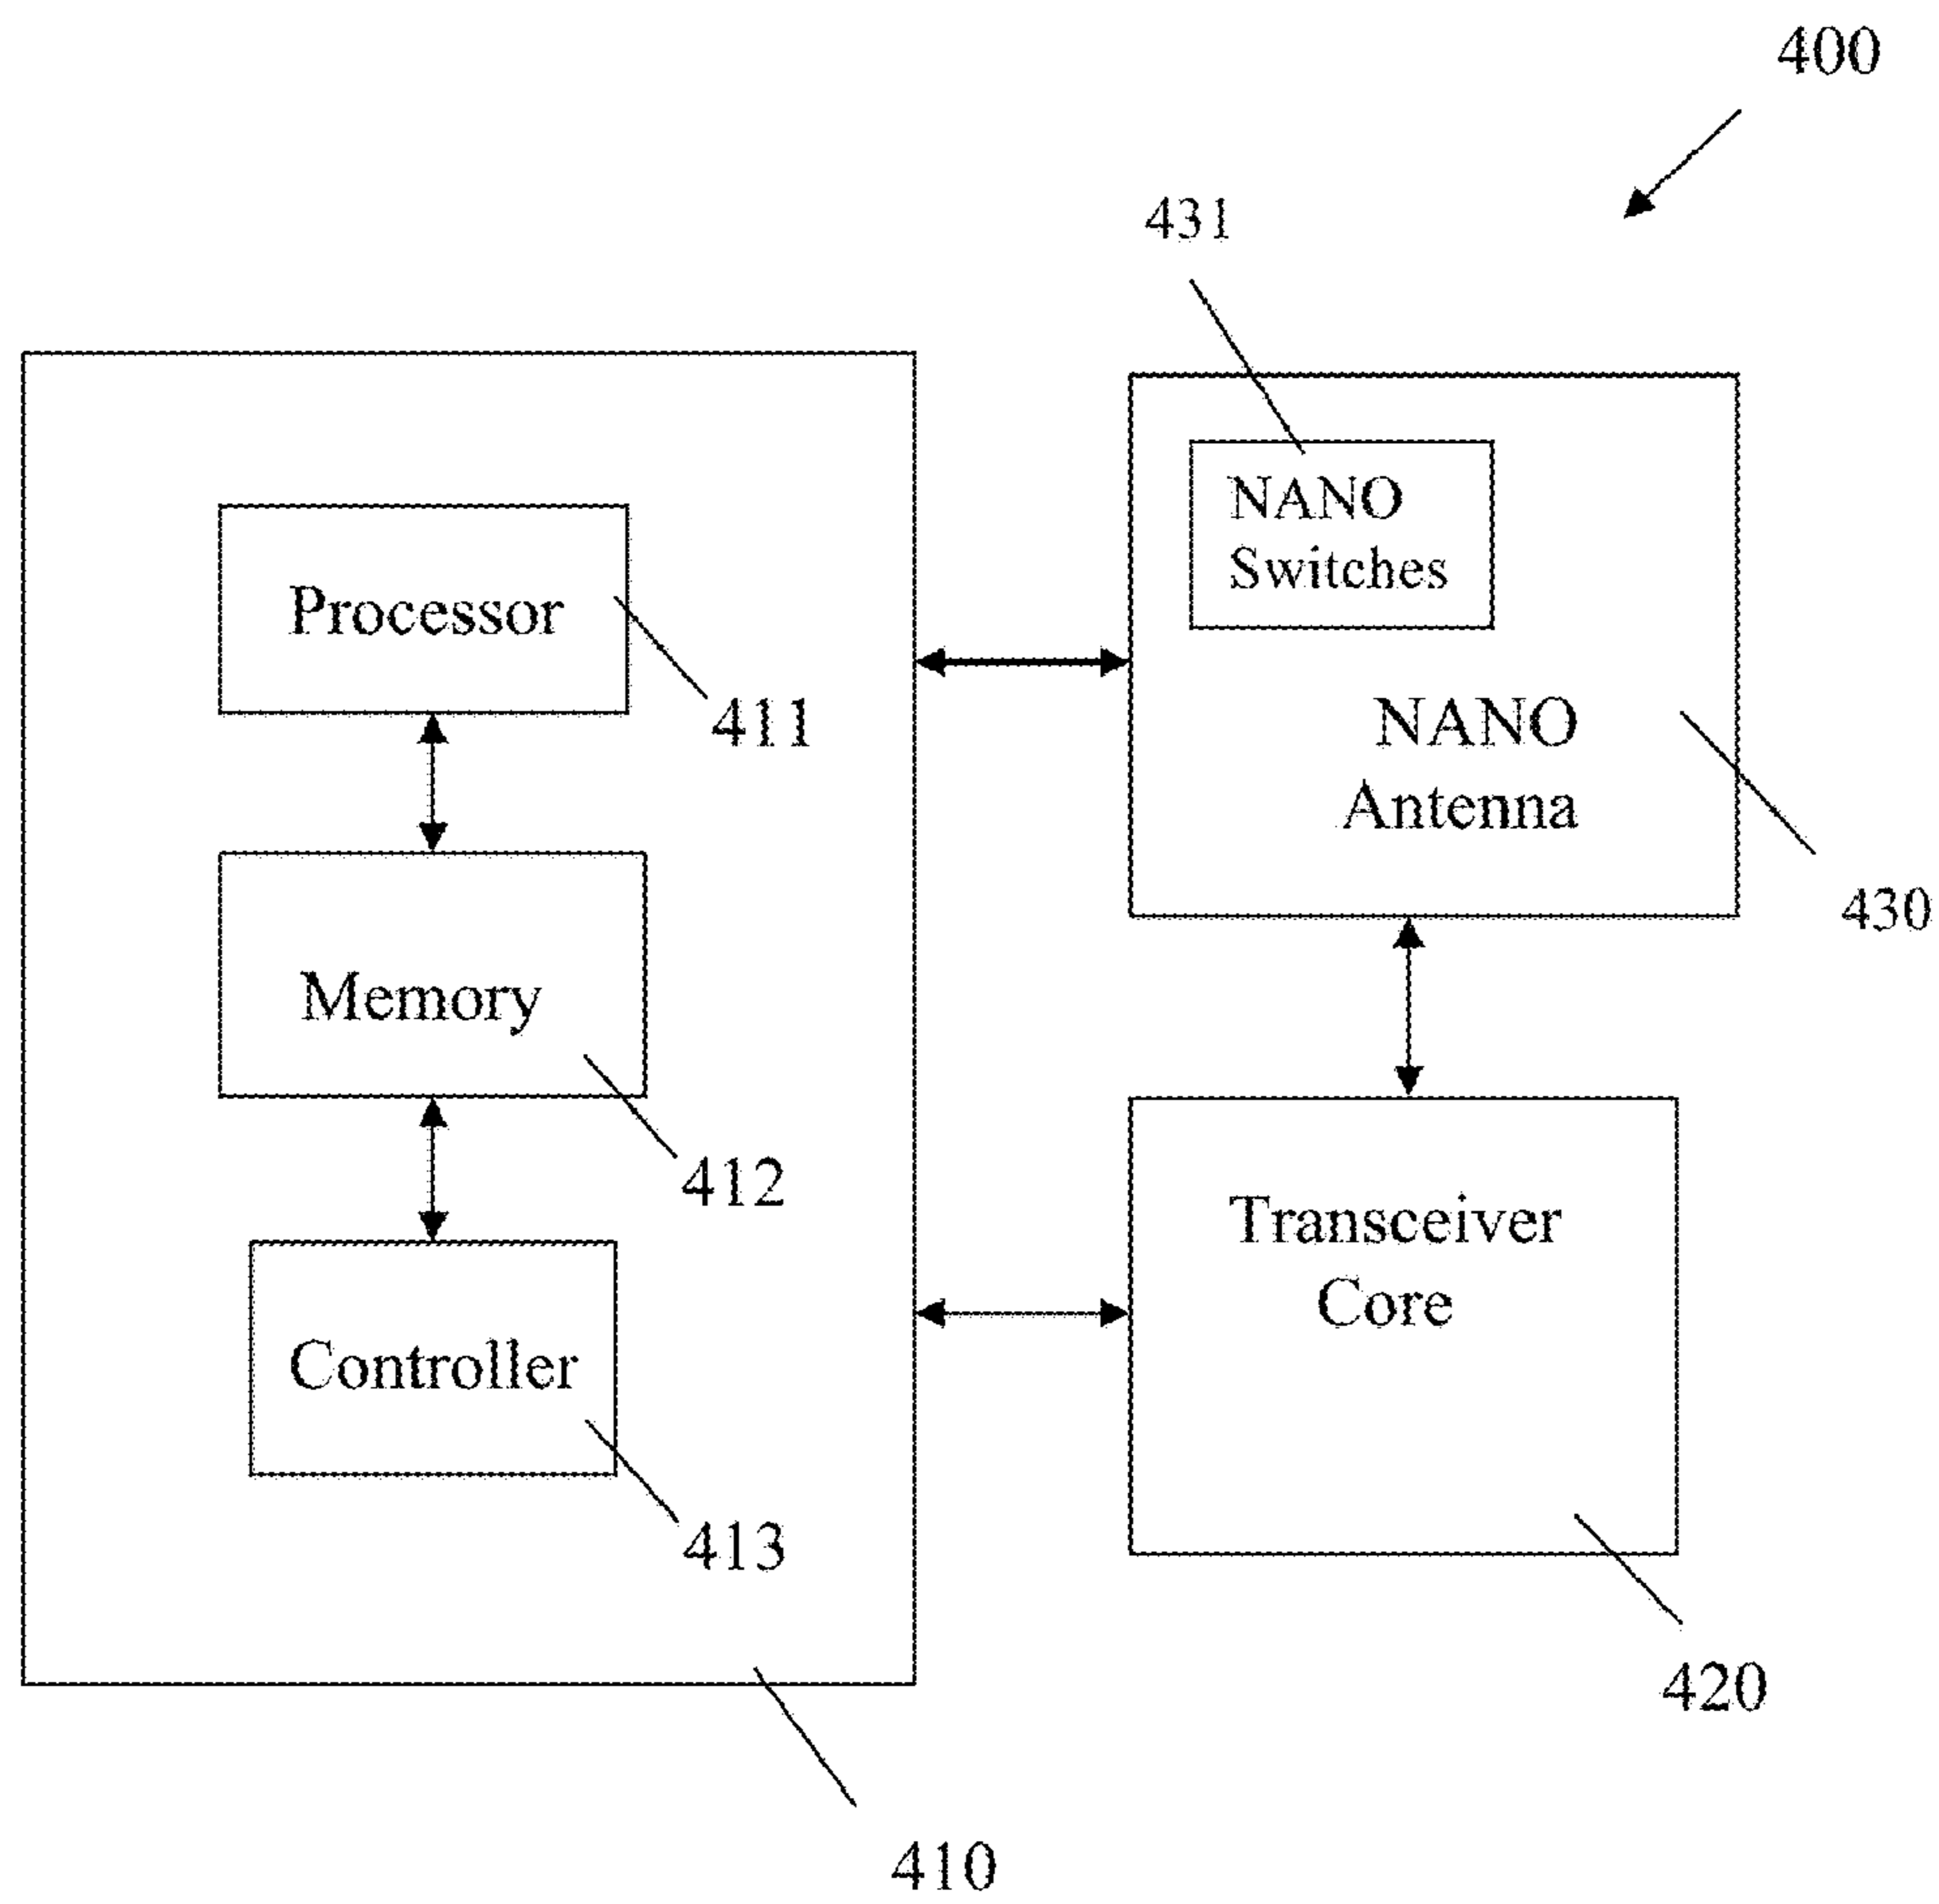 400
431
NANO
Switches
Processor
411
NANO
Antenna
430
Memory
412
Transceiver
Core
Controller
413
420
410